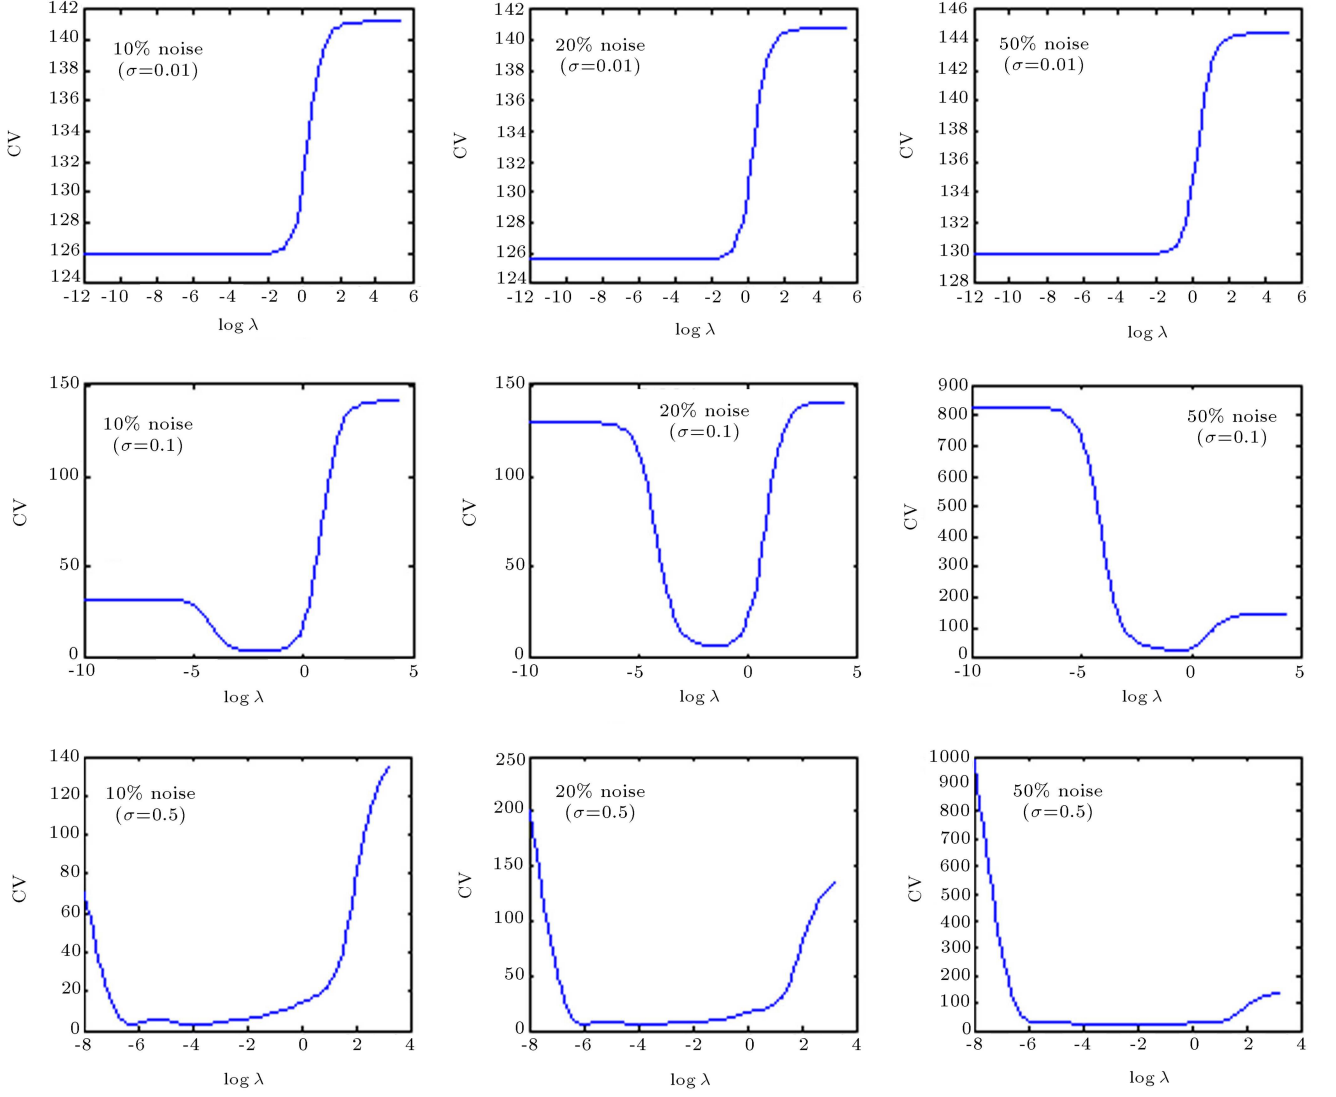 142
140
138
136
134
132
130
128
126
124
CV
10% noise
(σ=0.01)
-12 -10 -8 -6 -4 -2 0 2 4 6
log λ
142
140
138
136
134
132
130
128
126
124
CV
20% noise
(σ=0.01)
-12 -10 -8 -6 -4 -2 0 2 4 6
log λ
146
144
142
140
138
136
134
132
130
128
CV
50% noise
(σ=0.01)
-12 -10 -8 -6 -4 -2 0 2 4 6
log λ
150
100
50
0
CV
10% noise
(σ=0.1)
-10 -5 0 5
log λ
150
100
50
0
CV
20% noise
(σ=0.1)
-10 -5 0 5
log λ
900
800
700
600
500
400
300
200
100
0
CV
50% noise
(σ=0.1)
-10 -5 0 5
log λ
140
120
100
80
60
40
20
0
CV
10% noise
(σ=0.5)
-8 -6 -4 -2 0 2 4
log λ
250
200
150
100
50
0
CV
20% noise
(σ=0.5)
-8 -6 -4 -2 0 2 4
log λ
1000
900
800
700
600
500
400
300
200
100
0
CV
50% noise
(σ=0.5)
-8 -6 -4 -2 0 2 4
log λ